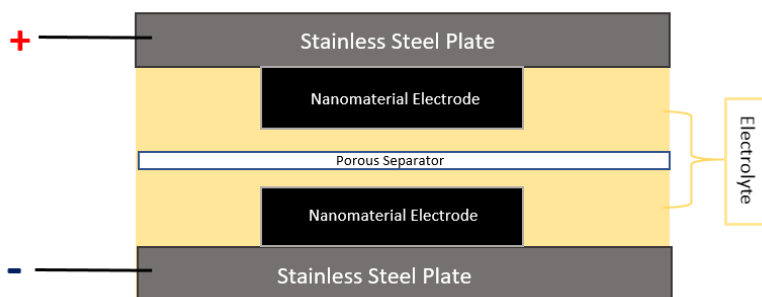 +
Stainless Steel Plate
Nanomaterial Electrode
Porous Separator
Electrolyte
Nanomaterial Electrode
-
Stainless Steel Plate